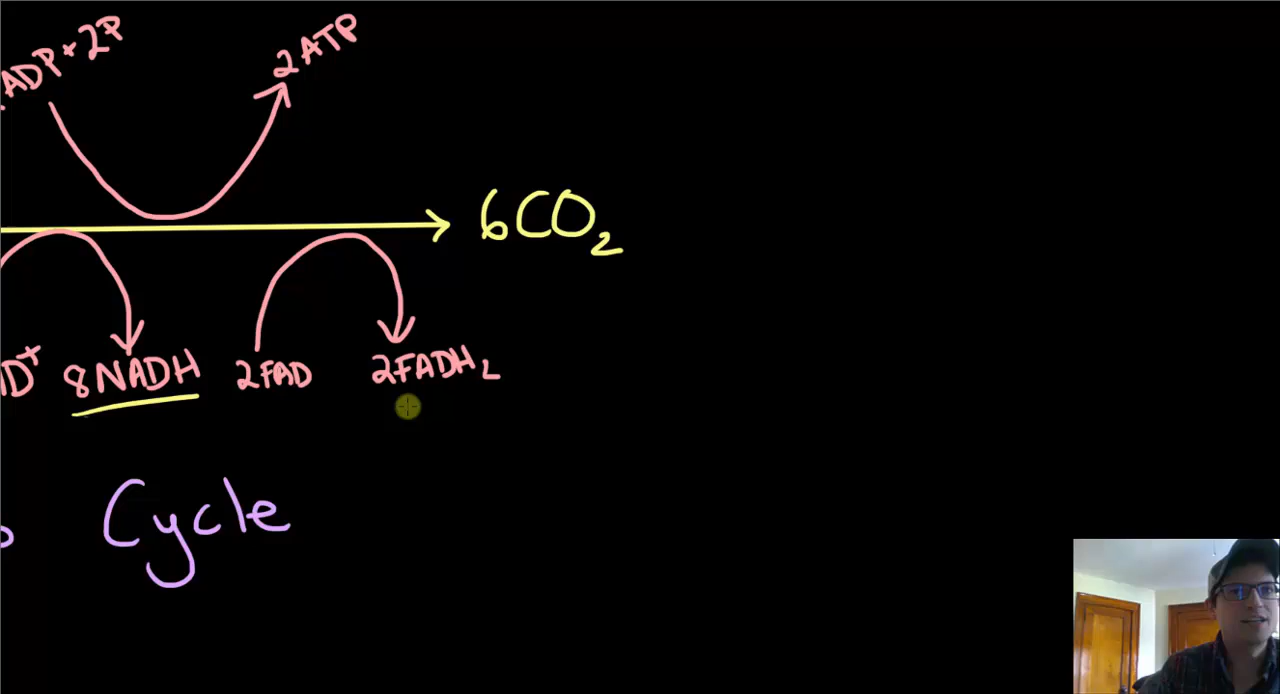 ADP + 2P
2ATP
6CO₂
D⁺ 8NADH 2FAD 2FADH₂
Cycle